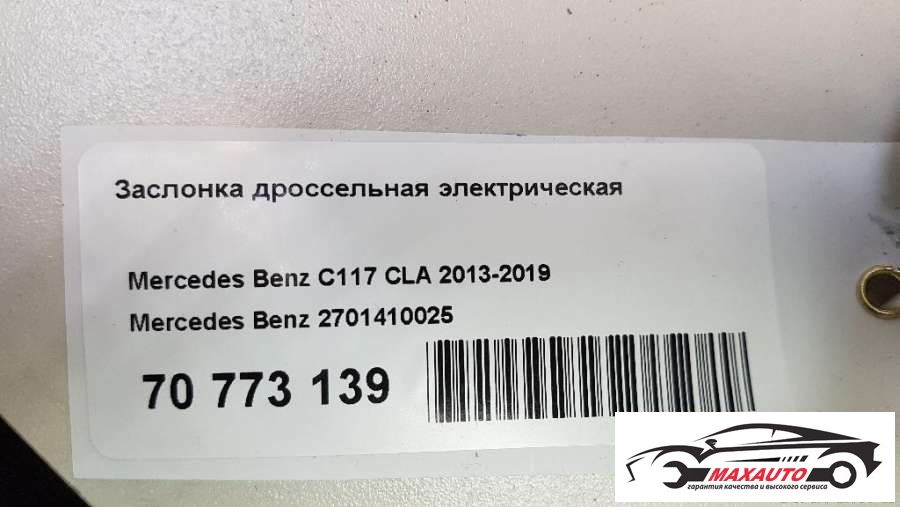 Заслонка дроссельная электрическая
Mercedes Benz C117 CLA 2013-2019
Mercedes Benz 2701410025
70 773 139
MAXAUTO
гарантия качества и высокого сервиса